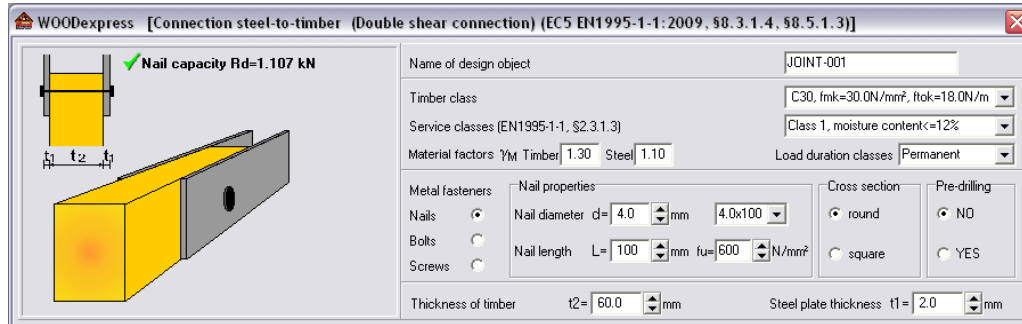 WOODexpress [Connection steel-to-timber (Double shear connection) (EC5 EN1995-1-1:2009, §8.3.1.4, §8.5.1.3)]
Nail capacity Rd=1.107 kN
t1 t2 t1
Name of design object JOINT-001
Timber class C30, fmk=30.0N/mm², ftok=18.0N/m
Service classes (EN1995-1-1, §2.3.1.3) Class 1, moisture content<=12%
Material factors γM Timber 1.30 Steel 1.10 Load duration classes Permanent
Metal fasteners Nail properties Cross section Pre-drilling
Nails Nail diameter d= 4.0 mm 4.0x100 round NO
Bolts
Nail length L= 100 mm fu= 600 N/mm² square YES
Screws
Thickness of timber t2= 60.0 mm Steel plate thickness t1= 2.0 mm